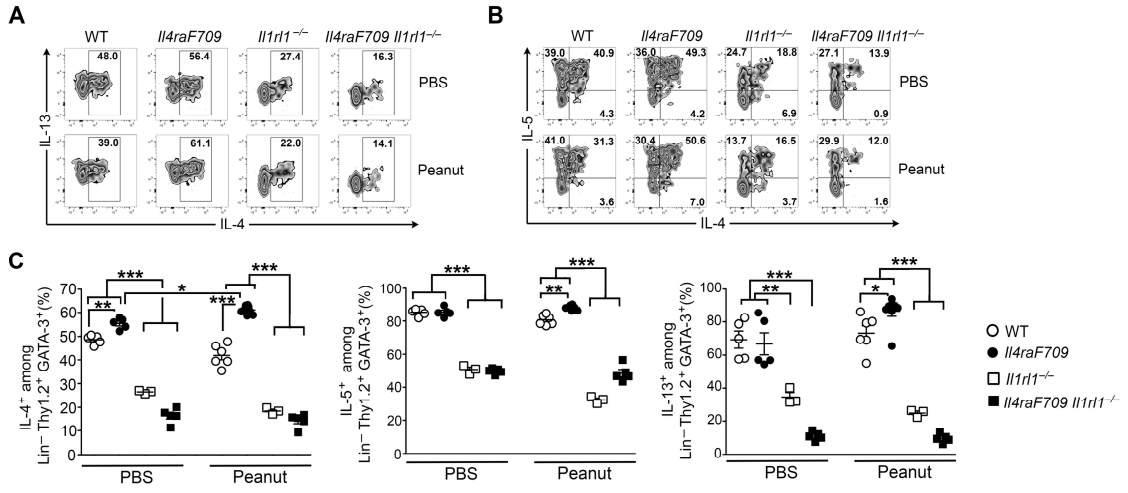 A
WT Il4raF709 Il1rl1–/– Il4raF709 Il1rl1–/–
48.0 56.4 27.4 16.3
PBS
IL-13
39.0 61.1 22.0 14.1
Peanut
IL-4
B
WT Il4raF709 Il1rl1–/– Il4raF709 Il1rl1–/–
39.0 40.9 36.0 49.3 24.7 18.8 27.1 13.9
PBS
4.3 4.2 6.9 0.9
IL-5
41.0 31.3 30.4 50.6 13.7 16.5 29.9 12.0
Peanut
3.6 7.0 3.7 1.6
IL-4
C
IL-4+ among
Lin– Thy1.2+ GATA-3+(%)
70
60
50
40
30
20
10
0
*** ** * *** ***
PBS Peanut
IL-5+ among
Lin– Thy1.2+ GATA-3+(%)
100
80
60
40
20
0
*** *** **
PBS Peanut
IL-13+ among
Lin– Thy1.2+ GATA-3+(%)
100
80
60
40
20
0
*** ** *** *
PBS Peanut
WT
Il4raF709
Il1rl1–/–
Il4raF709 Il1rl1–/–